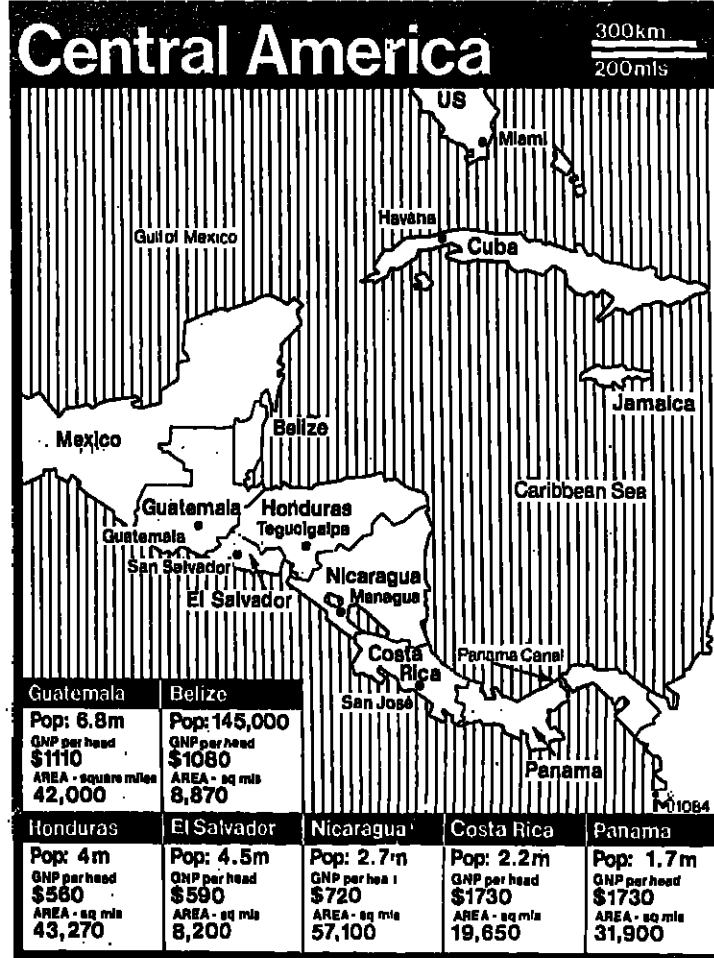 Central America
300km
200mls
US
Miami
Havana
Gulf of Mexico
Cuba
Jamaica
Mexico
Belize
Caribbean Sea
Guatemala
Honduras
Guatemala
Tegucigalpa
San Salvador
El Salvador
Nicaragua
Managua
Costa
Rica
Panama Canal
San José
Panama
Guatemala
Pop: 6.8m
GNP per head
$1110
AREA - square miles
42,000
Belize
Pop: 145,000
GNP per head
$1080
AREA - sq mls
8,870
Honduras
Pop: 4m
GNP per head
$560
AREA - sq mls
43,270
El Salvador
Pop: 4.5m
GNP per head
$590
AREA - sq mls
8,200
Nicaragua
Pop: 2.7m
GNP per
$720
AREA - sq mls
57,100
Costa Rica
Pop: 2.2m
GNP per head
$1730
AREA - sq mls
19,650
Panama
Pop: 1.7m
GNP per head
$1730
AREA - sq mls
31,900